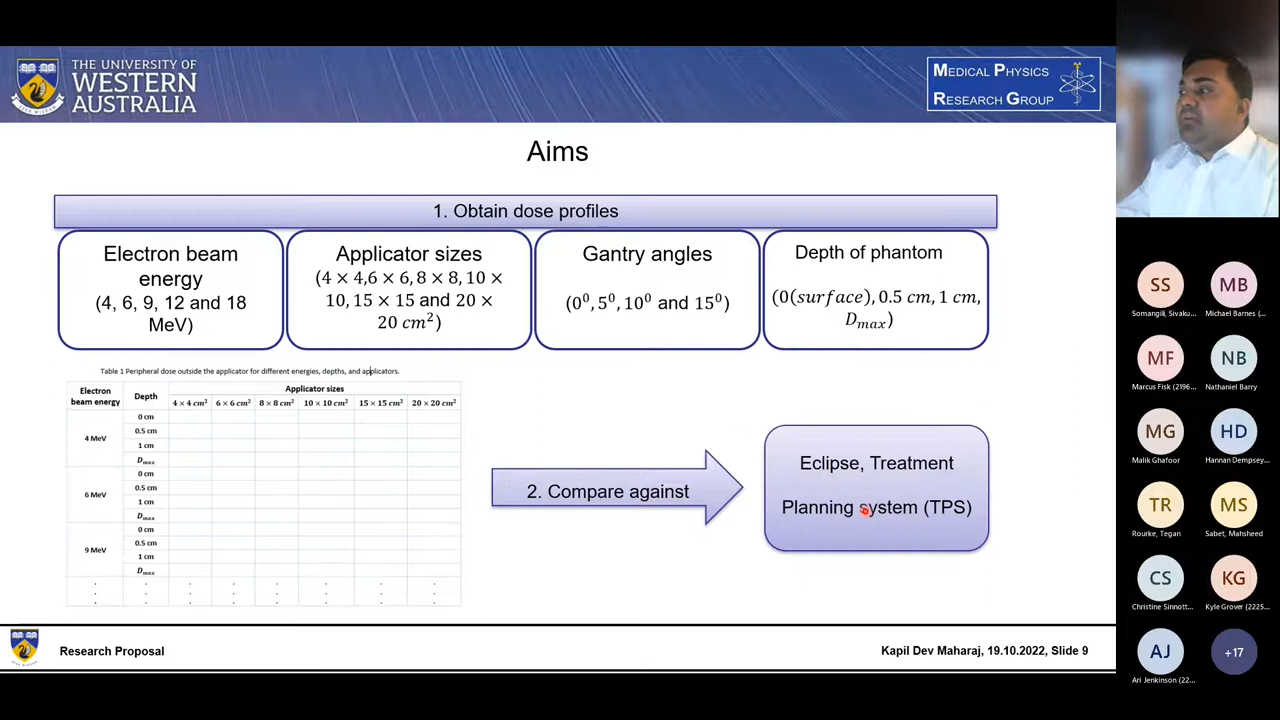 THE UNIVERSITY OF
WESTERN
AUSTRALIA
MEDICAL PHYSICS
RESEARCH GROUP
Aims
1. Obtain dose profiles
Electron beam
energy
(4, 6, 9, 12 and 18
MeV)
Applicator sizes
(4 × 4,6 × 6, 8 × 8, 10 ×
10, 15 × 15 and 20 ×
20 cm²)
Gantry angles
(0⁰, 5⁰, 10⁰ and 15⁰)
Depth of phantom
(0(surface), 0.5 cm, 1 cm,
Dmax)
Table 1 Peripheral dose outside the applicator for different energies, depths, and applicators.
Electron
beam energy
Depth
Applicator sizes
4 × 4 cm² 6 × 6 cm² 8 × 8 cm² 10 × 10 cm² 15 × 15 cm² 20 × 20 cm²
4 MeV
0 cm
0.5 cm
1 cm
Dmax
6 MeV
0 cm
0.5 cm
1 cm
Dmax
9 MeV
0 cm
0.5 cm
1 cm
Dmax
2. Compare against
Eclipse, Treatment
Planning system (TPS)
Research Proposal
Kapil Dev Maharaj, 19.10.2022, Slide 9
SS
Somangili, Sivaku...
MB
Michael Barnes (...
MF
Marcus Fisk (2196...
NB
Nathaniel Barry
MG
Malik Ghafoor
HD
Hannan Dempsey...
TR
Rourke, Tegan
MS
Sabet, Mahsheed
CS
Christine Sinnott...
KG
Kyle Grover (2225...
AJ
Ari Jenkinson (22...
+17